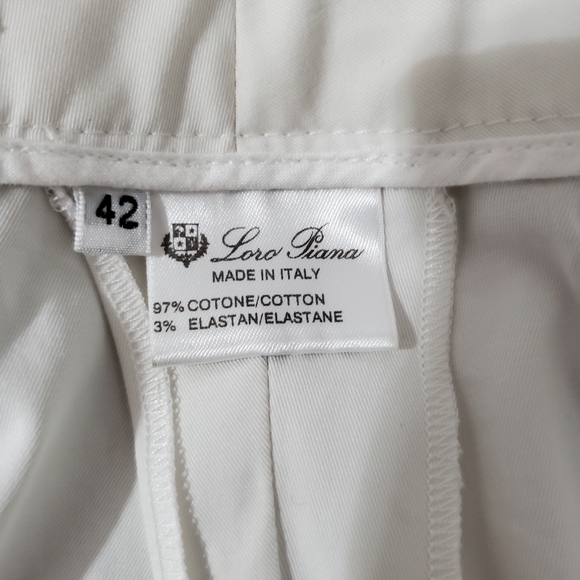 42
Loro Piana
MADE IN ITALY
97% COTONE/COTTON
3% ELASTAN/ELASTANE